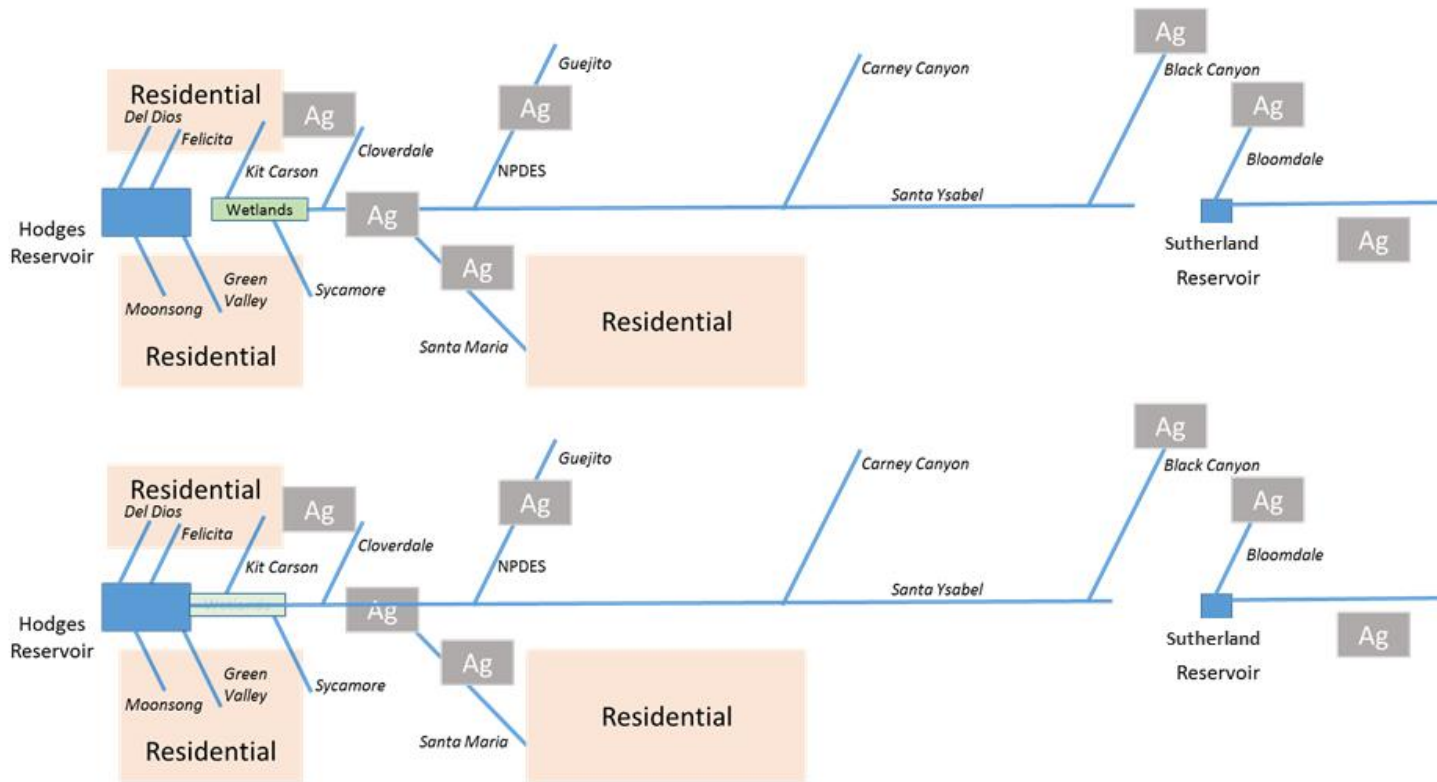 Ag
Guejito
Carney Canyon
Black Canyon
Residential
Del Dios
Ag
Ag
Ag
Felicita
Cloverdale
Bloomdale
Kit Carson
NPDES
Santa Ysabel
Wetlands
Ag
Hodges
Reservoir
Sutherland
Reservoir
Ag
Ag
Green
Valley
Sycamore
Moonsong
Residential
Santa Maria
Residential
Ag
Guejito
Carney Canyon
Black Canyon
Residential
Del Dios
Ag
Ag
Ag
Felicita
Cloverdale
Bloomdale
Kit Carson
NPDES
Santa Ysabel
Wetlands
Ag
Hodges
Reservoir
Sutherland
Reservoir
Ag
Ag
Green
Valley
Sycamore
Moonsong
Residential
Santa Maria
Residential